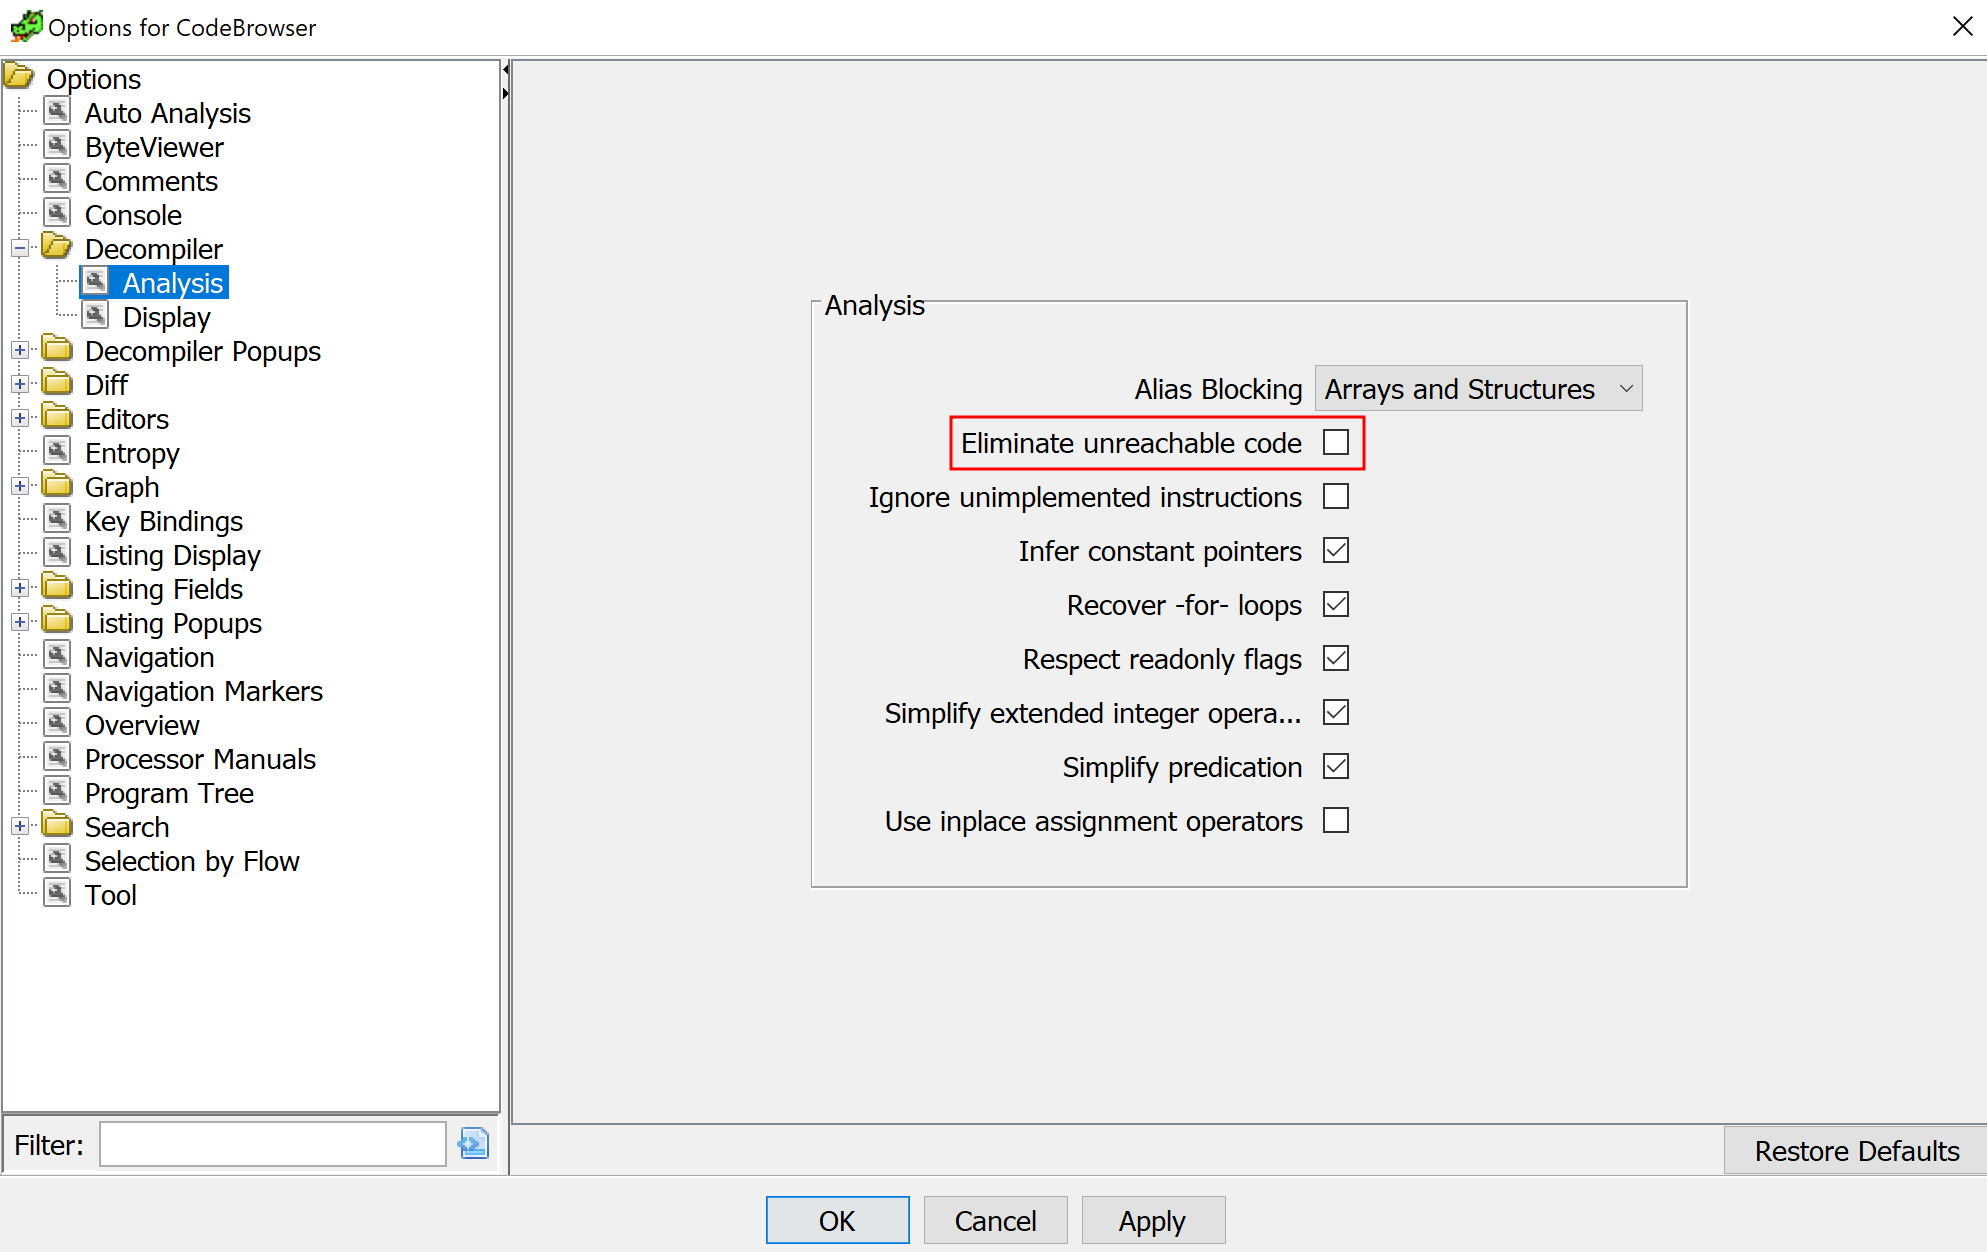 Options for CodeBrowser
Options
Auto Analysis
ByteViewer
Comments
Console
Decompiler
Analysis
Display
Decompiler Popups
Diff
Editors
Entropy
Graph
Key Bindings
Listing Display
Listing Fields
Listing Popups
Navigation
Navigation Markers
Overview
Processor Manuals
Program Tree
Search
Selection by Flow
Tool
Filter:
Analysis
Alias Blocking Arrays and Structures
Eliminate unreachable code
Ignore unimplemented instructions
Infer constant pointers
Recover -for- loops
Respect readonly flags
Simplify extended integer opera...
Simplify predication
Use inplace assignment operators
Restore Defaults
OK Cancel Apply